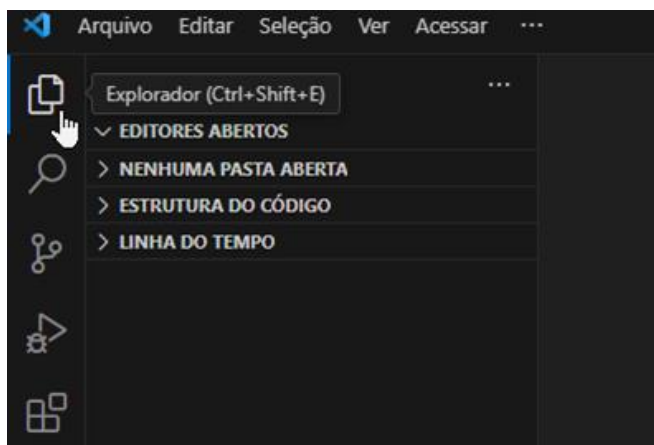 Arquivo Editar Seleção Ver Acessar ...
Explorador (Ctrl+Shift+E) ...
EDITORES ABERTOS
NENHUMA PASTA ABERTA
ESTRUTURA DO CÓDIGO
LINHA DO TEMPO